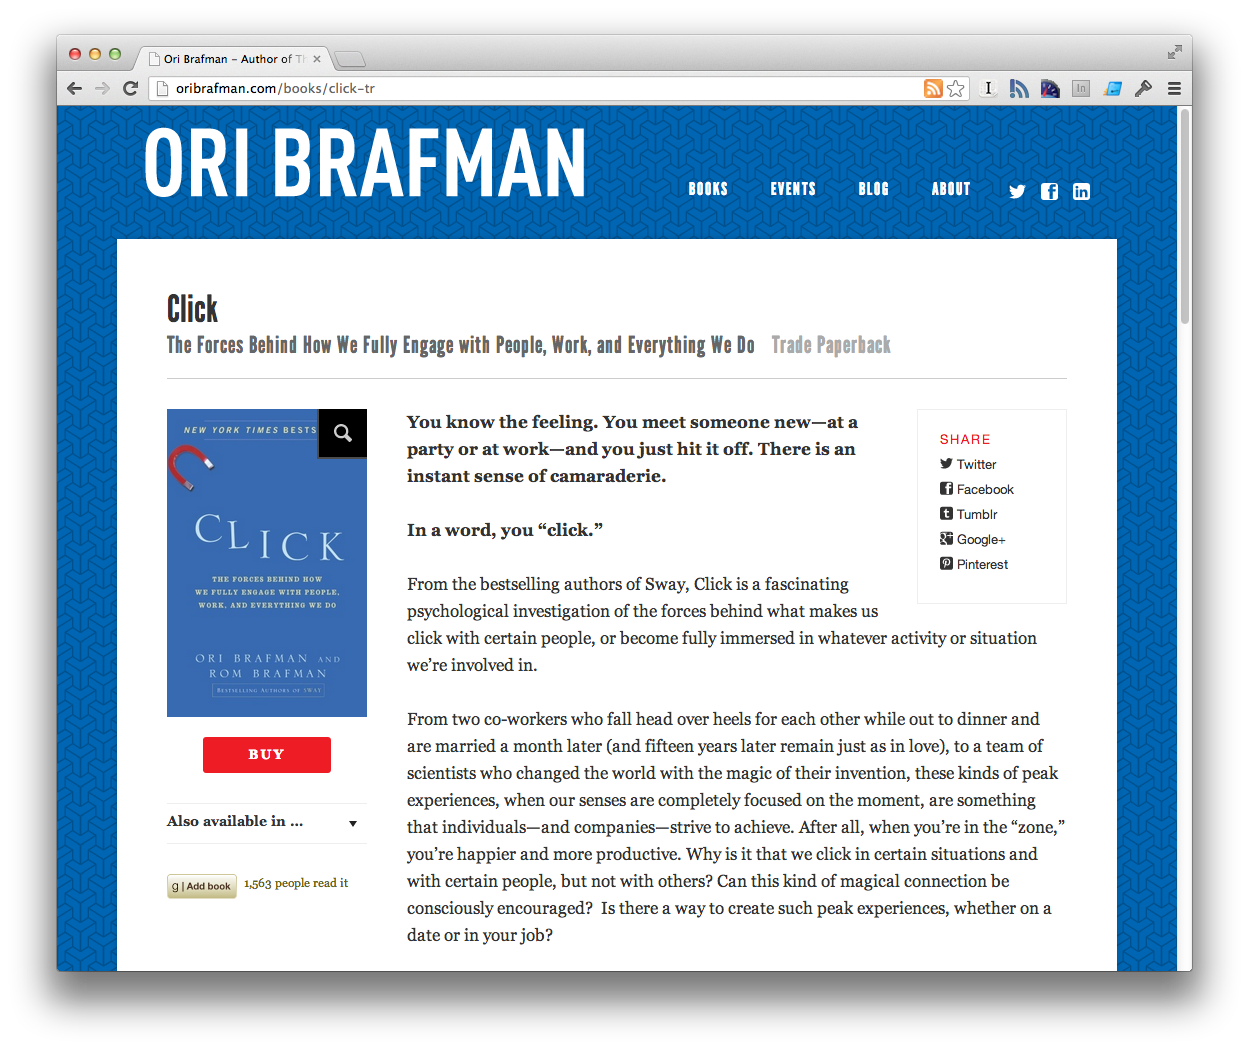 Ori Brafman – Author of Th
oribrafman.com/books/click-tr
ORI BRAFMAN
BOOKS EVENTS BLOG ABOUT
Click
The Forces Behind How We Fully Engage with People, Work, and Everything We Do Trade Paperback
NEW YORK TIMES BESTS
CLICK
THE FORCES BEHIND HOW
WE FULLY ENGAGE WITH PEOPLE,
WORK, AND EVERYTHING WE DO
ORI BRAFMAN AND
ROM BRAFMAN
BESTSELLING AUTHORS OF SWAY
BUY
Also available in ...
g | Add book 1,563 people read it
You know the feeling. You meet someone new—at a
party or at work—and you just hit it off. There is an
instant sense of camaraderie.
In a word, you “click.”
From the bestselling authors of Sway, Click is a fascinating
psychological investigation of the forces behind what makes us
click with certain people, or become fully immersed in whatever activity or situation
we’re involved in.
From two co-workers who fall head over heels for each other while out to dinner and
are married a month later (and fifteen years later remain just as in love), to a team of
scientists who changed the world with the magic of their invention, these kinds of peak
experiences, when our senses are completely focused on the moment, are something
that individuals—and companies—strive to achieve. After all, when you’re in the “zone,”
you’re happier and more productive. Why is it that we click in certain situations and
with certain people, but not with others? Can this kind of magical connection be
consciously encouraged?  Is there a way to create such peak experiences, whether on a
date or in your job?
SHARE
Twitter
Facebook
Tumblr
Google+
Pinterest